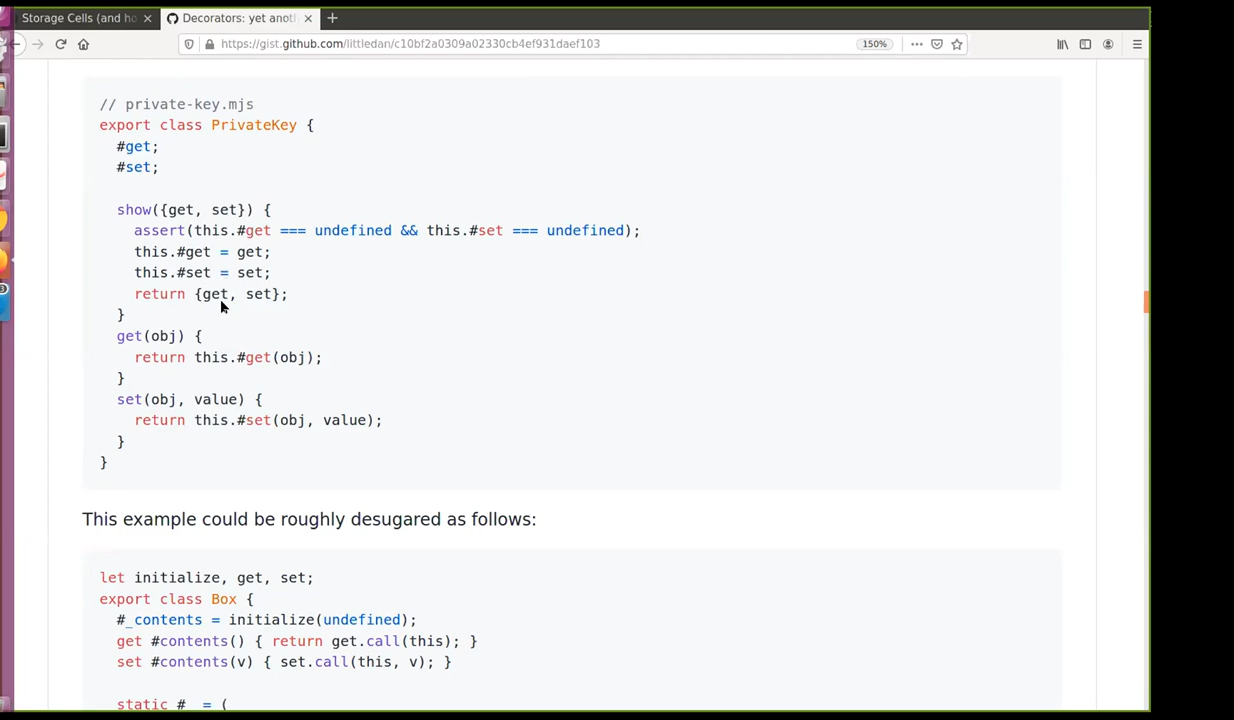 Storage Cells (and ho
Decorators: yet anot
https://gist.github.com/littledan/c10bf2a0309a02330cb4ef931daef103
150%
// private-key.mjs
export class PrivateKey {
#get;
#set;
show({get, set}) {
assert(this.#get === undefined && this.#set === undefined);
this.#get = get;
this.#set = set;
return {get, set};
}
get(obj) {
return this.#get(obj);
}
set(obj, value) {
return this.#set(obj, value);
}
}
This example could be roughly desugared as follows:
let initialize, get, set;
export class Box {
#_contents = initialize(undefined);
get #contents() { return get.call(this); }
set #contents(v) { set.call(this, v); }
static #_ = (